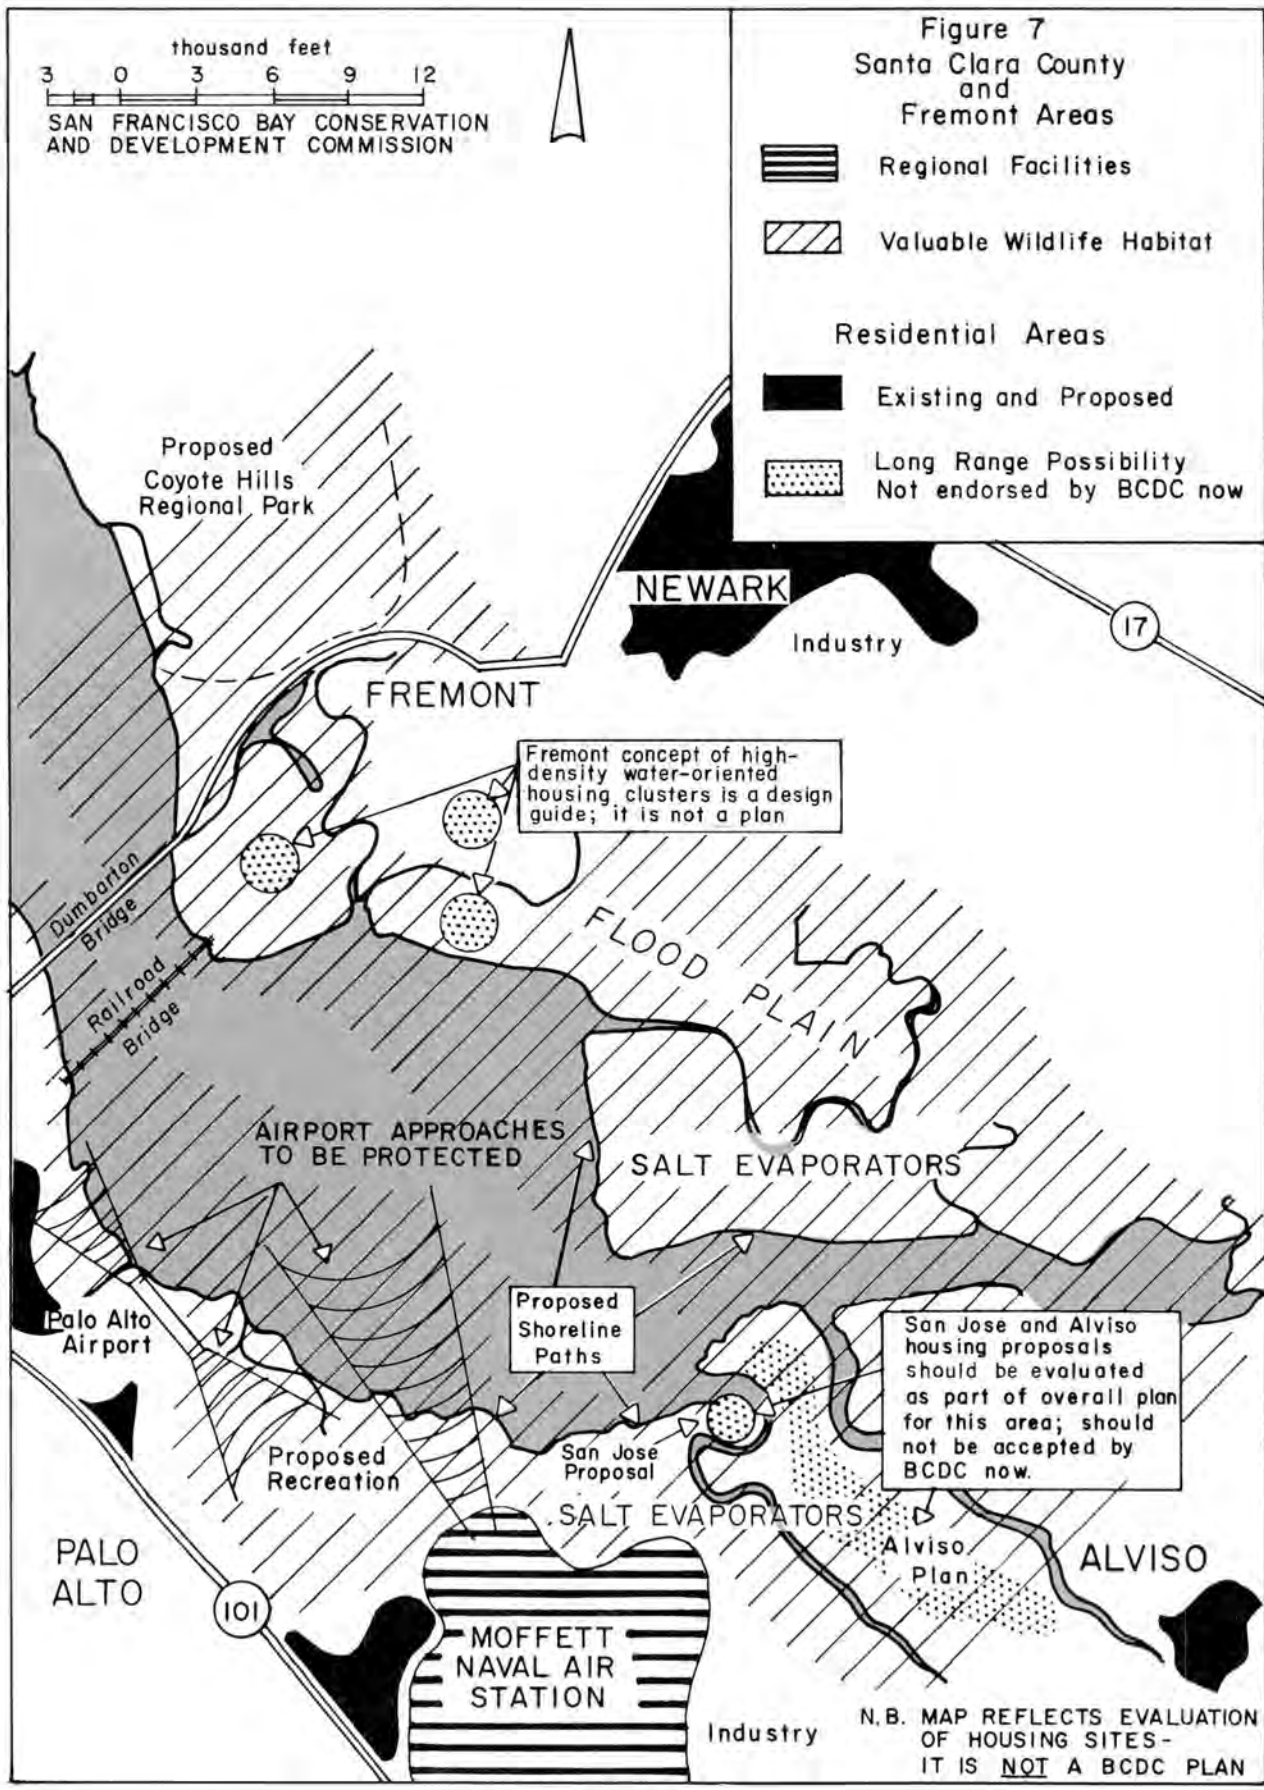 thousand feet
3 0 3 6 9 12
SAN FRANCISCO BAY CONSERVATION
AND DEVELOPMENT COMMISSION
Figure 7
Santa Clara County
and
Fremont Areas
Regional Facilities
Valuable Wildlife Habitat
Residential Areas
Existing and Proposed
Long Range Possibility
Not endorsed by BCDC now
Proposed
Coyote Hills
Regional Park
NEWARK
Industry
17
FREMONT
Fremont concept of high-
density water-oriented
housing clusters is a design
guide; it is not a plan
Dumbarton
Bridge
Railroad
Bridge
FLOOD PLAIN
AIRPORT APPROACHES
TO BE PROTECTED
SALT EVAPORATORS
Palo Alto
Airport
Proposed
Shoreline
Paths
San Jose and Alviso
housing proposals
should be evaluated
as part of overall plan
for this area; should
not be accepted by
BCDC now.
Proposed
Recreation
San Jose
Proposal
SALT EVAPORATORS
Alviso
Plan
ALVISO
PALO
ALTO
101
MOFFETT
NAVAL AIR
STATION
Industry
N.B. MAP REFLECTS EVALUATION
OF HOUSING SITES-
IT IS NOT A BCDC PLAN